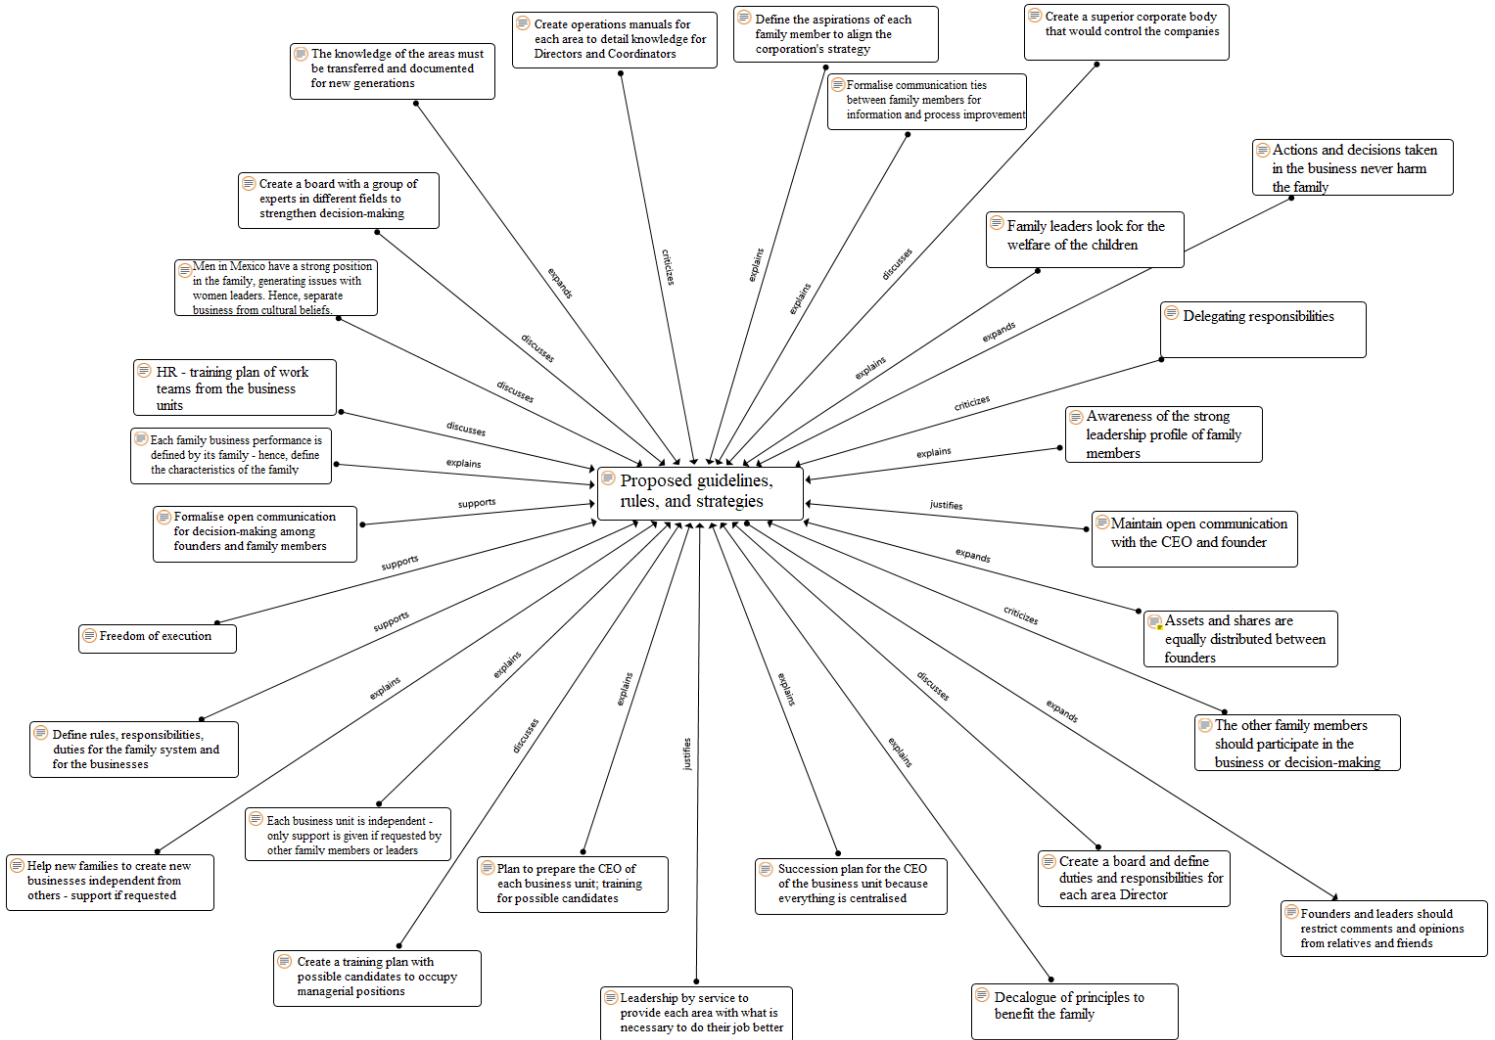 Create operations manuals for
each area to detail knowledge for
Directors and Coordinators
Define the aspirations of each
family member to align the
corporation's strategy
Create a superior corporate body
that would control the companies
The knowledge of the areas must
be transferred and documented
for new generations
Formalise communication ties
between family members for
information and process improvement
Actions and decisions taken
in the business never harm
the family
Create a board with a group of
experts in different fields to
strengthen decision-making
Family leaders look for the
welfare of the children
Men in Mexico have a strong position
in the family, generating issues with
women leaders. Hence, separate
business from cultural beliefs.
Delegating responsibilities
HR - training plan of work
teams from the business
units
Awareness of the strong
leadership profile of family
members
Each family business performance is
defined by its family - hence, define
the characteristics of the family
Proposed guidelines,
rules, and strategies
Formalise open communication
for decision-making among
founders and family members
Maintain open communication
with the CEO and founder
Freedom of execution
Assets and shares are
equally distributed between
founders
Define rules, responsibilities,
duties for the family system and
for the businesses
The other family members
should participate in the
business or decision-making
Each business unit is independent -
only support is given if requested by
other family members or leaders
Help new families to create new
businesses independent from
others - support if requested
Plan to prepare the CEO of
each business unit; training
for possible candidates
Succession plan for the CEO
of the business unit because
everything is centralised
Create a board and define
duties and responsibilities for
each area Director
Founders and leaders should
restrict comments and opinions
from relatives and friends
Create a training plan with
possible candidates to occupy
managerial positions
Leadership by service to
provide each area with what is
necessary to do their job better
Decalogue of principles to
benefit the family
expands
criticizes
explains
explains
discusses
discusses
discusses
explains
expands
criticizes
discusses
explains
explains
supports
justifies
supports
expands
supports
criticizes
explains
explains
discusses
explains
justifies
explains
explains
discusses
expands